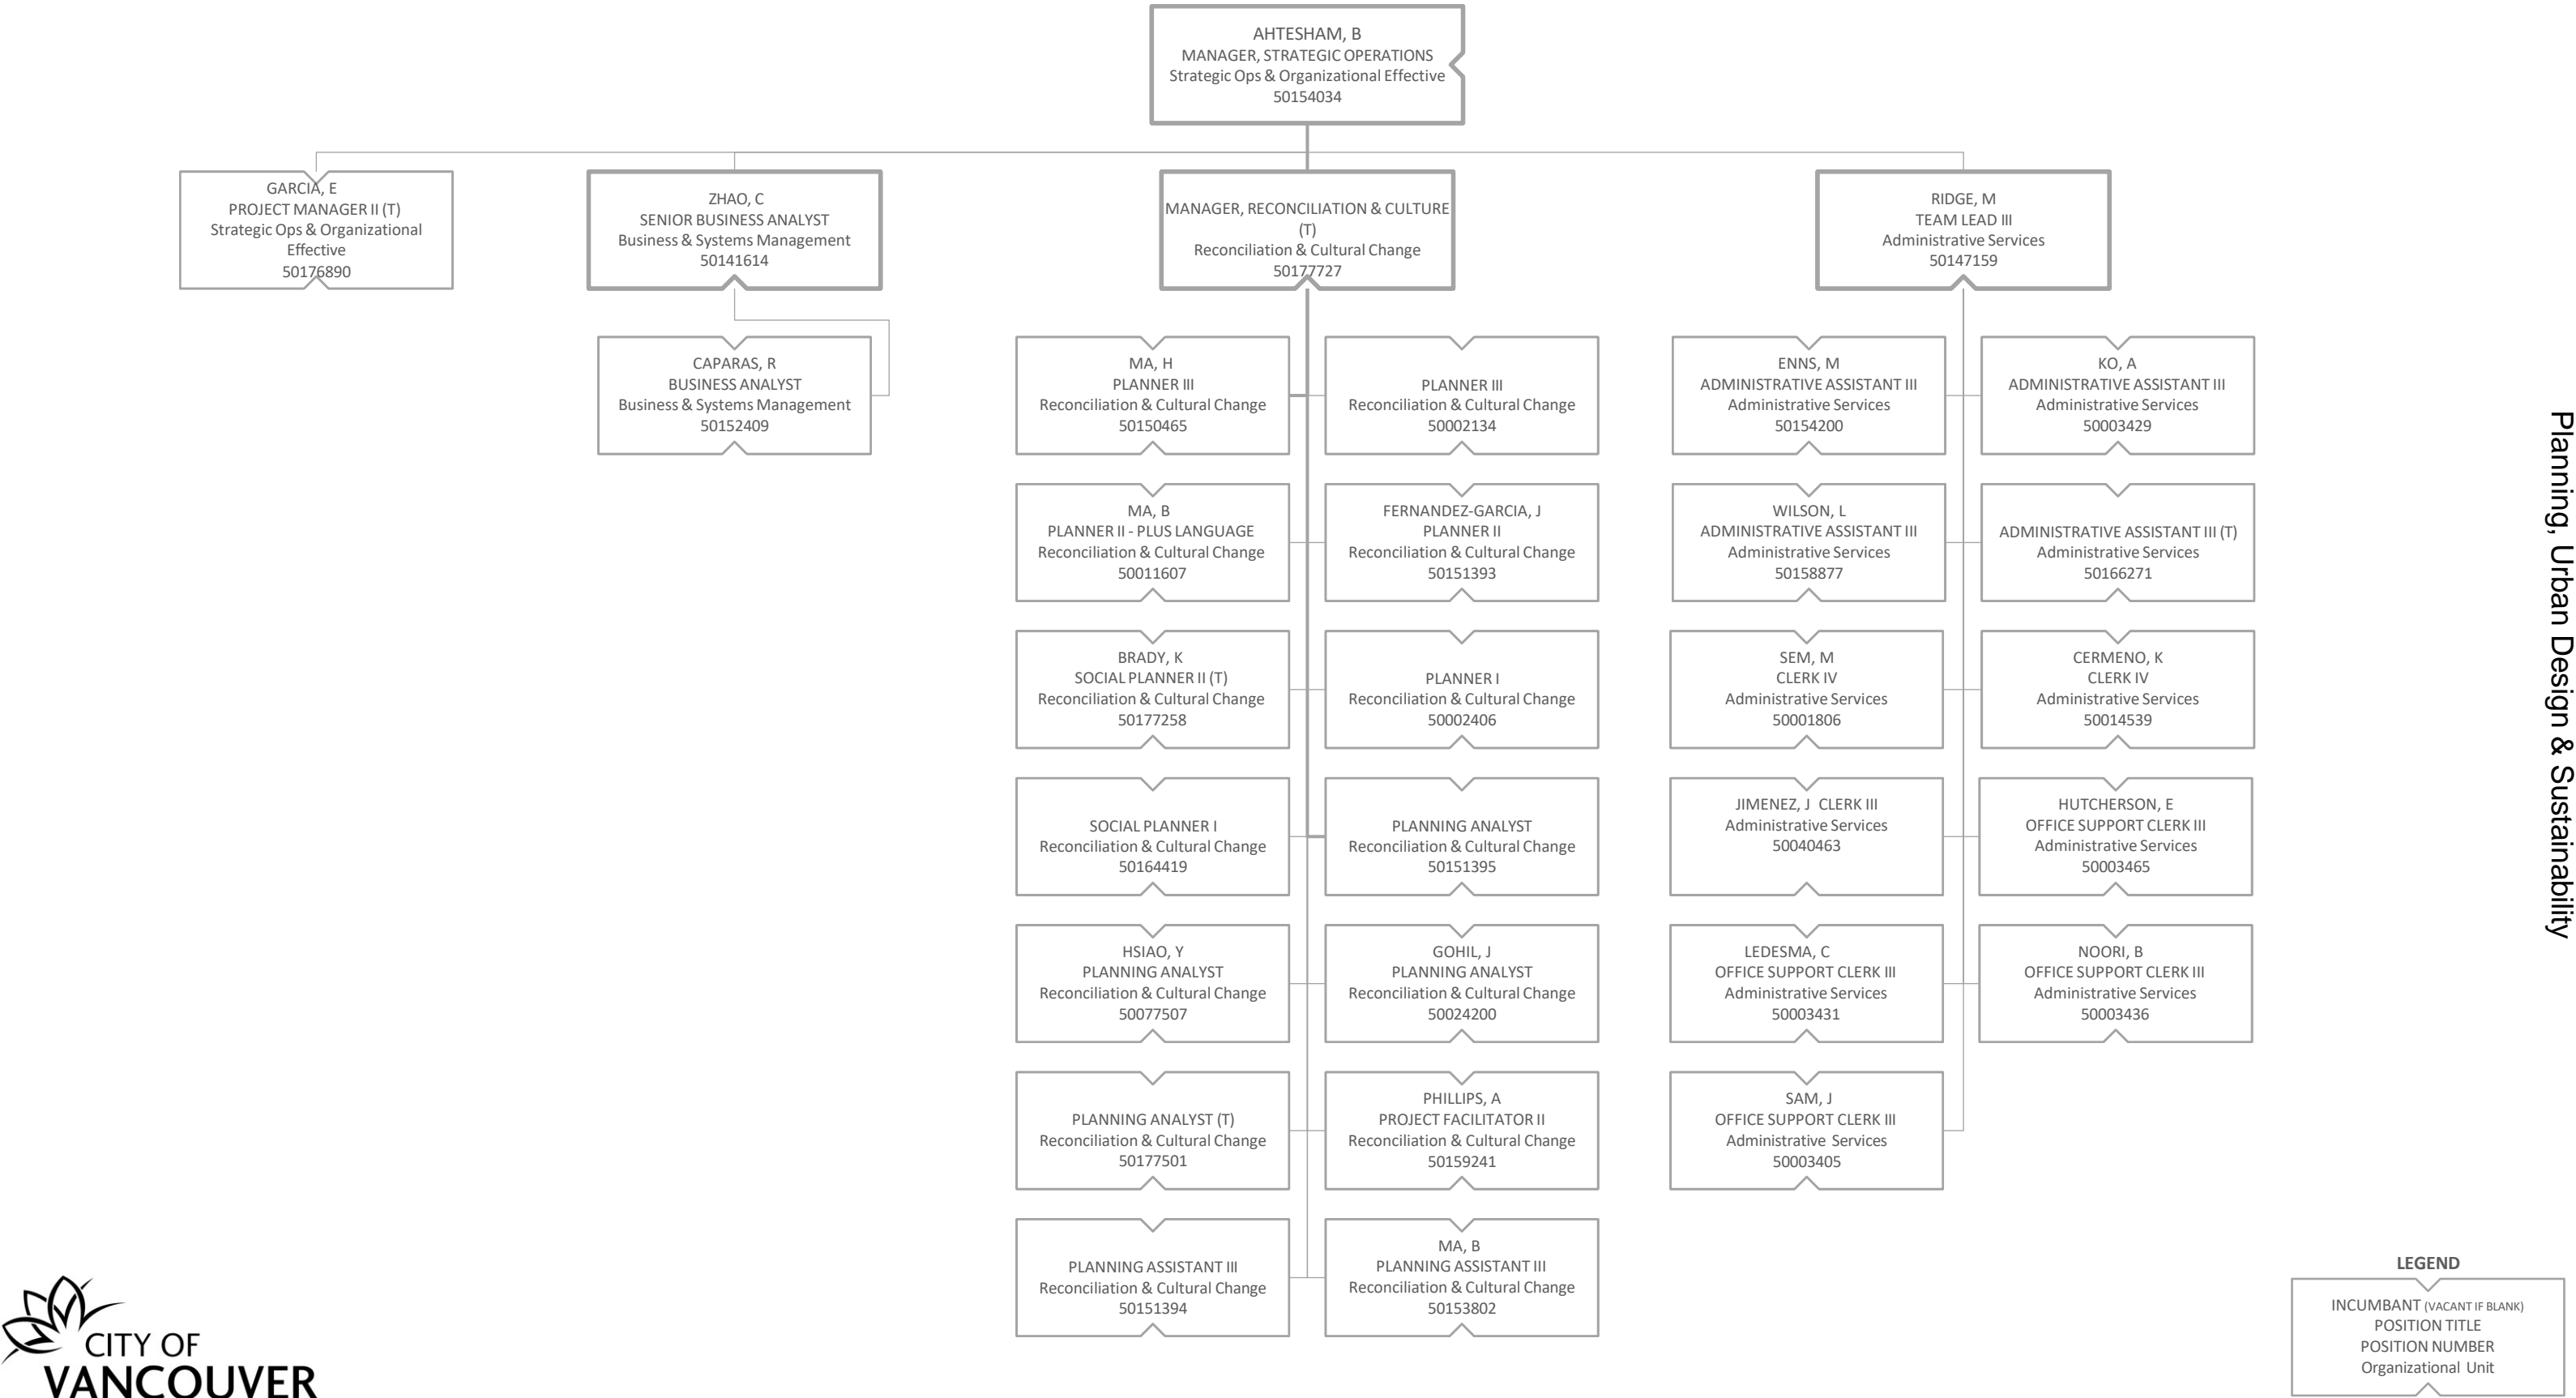 AHTESHAM, B
MANAGER, STRATEGIC OPERATIONS
Strategic Ops & Organizational Effective
50154034
GARCIA, E
PROJECT MANAGER II (T)
Strategic Ops & Organizational
Effective
50176890
ZHAO, C
SENIOR BUSINESS ANALYST
Business & Systems Management
50141614
MANAGER, RECONCILIATION & CULTURE
(T)
Reconciliation & Cultural Change
50177727
RIDGE, M
TEAM LEAD III
Administrative Services
50147159
CAPARAS, R
BUSINESS ANALYST
Business & Systems Management
50152409
MA, H
PLANNER III
Reconciliation & Cultural Change
50150465
PLANNER III
Reconciliation & Cultural Change
50002134
ENNS, M
ADMINISTRATIVE ASSISTANT III
Administrative Services
50154200
KO, A
ADMINISTRATIVE ASSISTANT III
Administrative Services
50003429
MA, B
PLANNER II - PLUS LANGUAGE
Reconciliation & Cultural Change
50011607
FERNANDEZ-GARCIA, J
PLANNER II
Reconciliation & Cultural Change
50151393
WILSON, L
ADMINISTRATIVE ASSISTANT III
Administrative Services
50158877
ADMINISTRATIVE ASSISTANT III (T)
Administrative Services
50166271
BRADY, K
SOCIAL PLANNER II (T)
Reconciliation & Cultural Change
50177258
PLANNER I
Reconciliation & Cultural Change
50002406
SEM, M
CLERK IV
Administrative Services
50001806
CERMENO, K
CLERK IV
Administrative Services
50014539
SOCIAL PLANNER I
Reconciliation & Cultural Change
50164419
PLANNING ANALYST
Reconciliation & Cultural Change
50151395
JIMENEZ, J CLERK III
Administrative Services
50040463
HUTCHERSON, E
OFFICE SUPPORT CLERK III
Administrative Services
50003465
HSIAO, Y
PLANNING ANALYST
Reconciliation & Cultural Change
50077507
GOHIL, J
PLANNING ANALYST
Reconciliation & Cultural Change
50024200
LEDESMA, C
OFFICE SUPPORT CLERK III
Administrative Services
50003431
NOORI, B
OFFICE SUPPORT CLERK III
Administrative Services
50003436
PLANNING ANALYST (T)
Reconciliation & Cultural Change
50177501
PHILLIPS, A
PROJECT FACILITATOR II
Reconciliation & Cultural Change
50159241
SAM, J
OFFICE SUPPORT CLERK III
Administrative Services
50003405
PLANNING ASSISTANT III
Reconciliation & Cultural Change
50151394
MA, B
PLANNING ASSISTANT III
Reconciliation & Cultural Change
50153802
Planning, Urban Design & Sustainability
CITY OF
VANCOUVER
LEGEND
INCUMBANT (VACANT IF BLANK)
POSITION TITLE
POSITION NUMBER
Organizational Unit